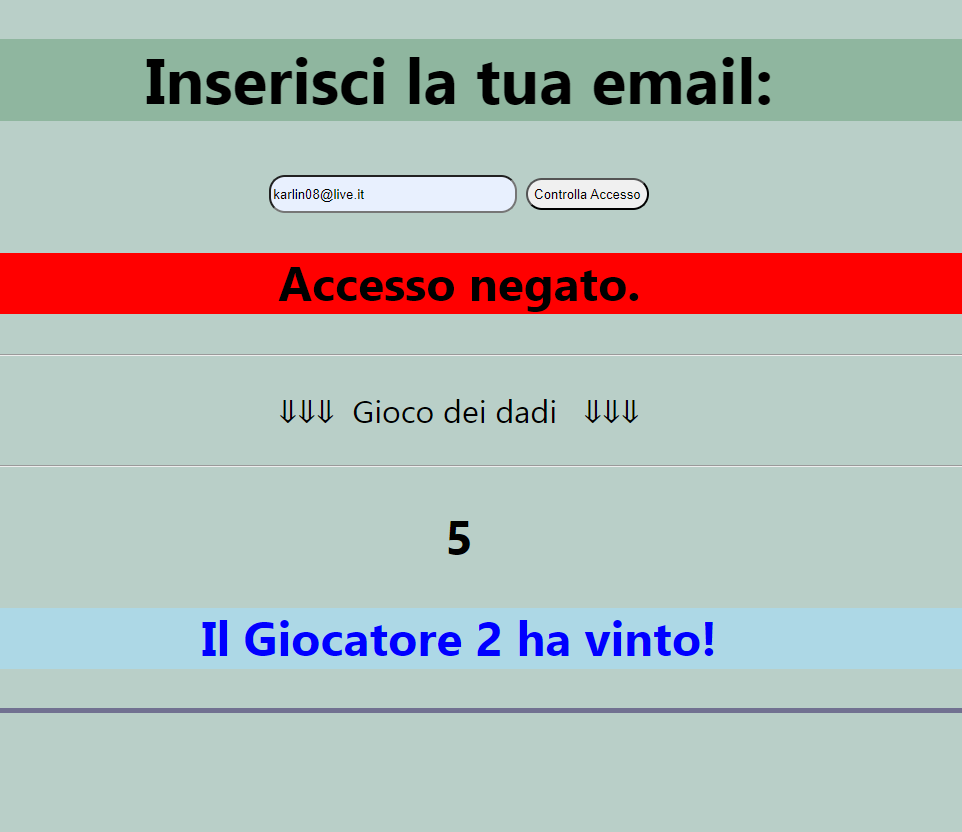 Inserisci la tua email:
karlin08@live.it Controlla Accesso
Accesso negato.
⇓⇓⇓ Gioco dei dadi ⇓⇓⇓
5
Il Giocatore 2 ha vinto!